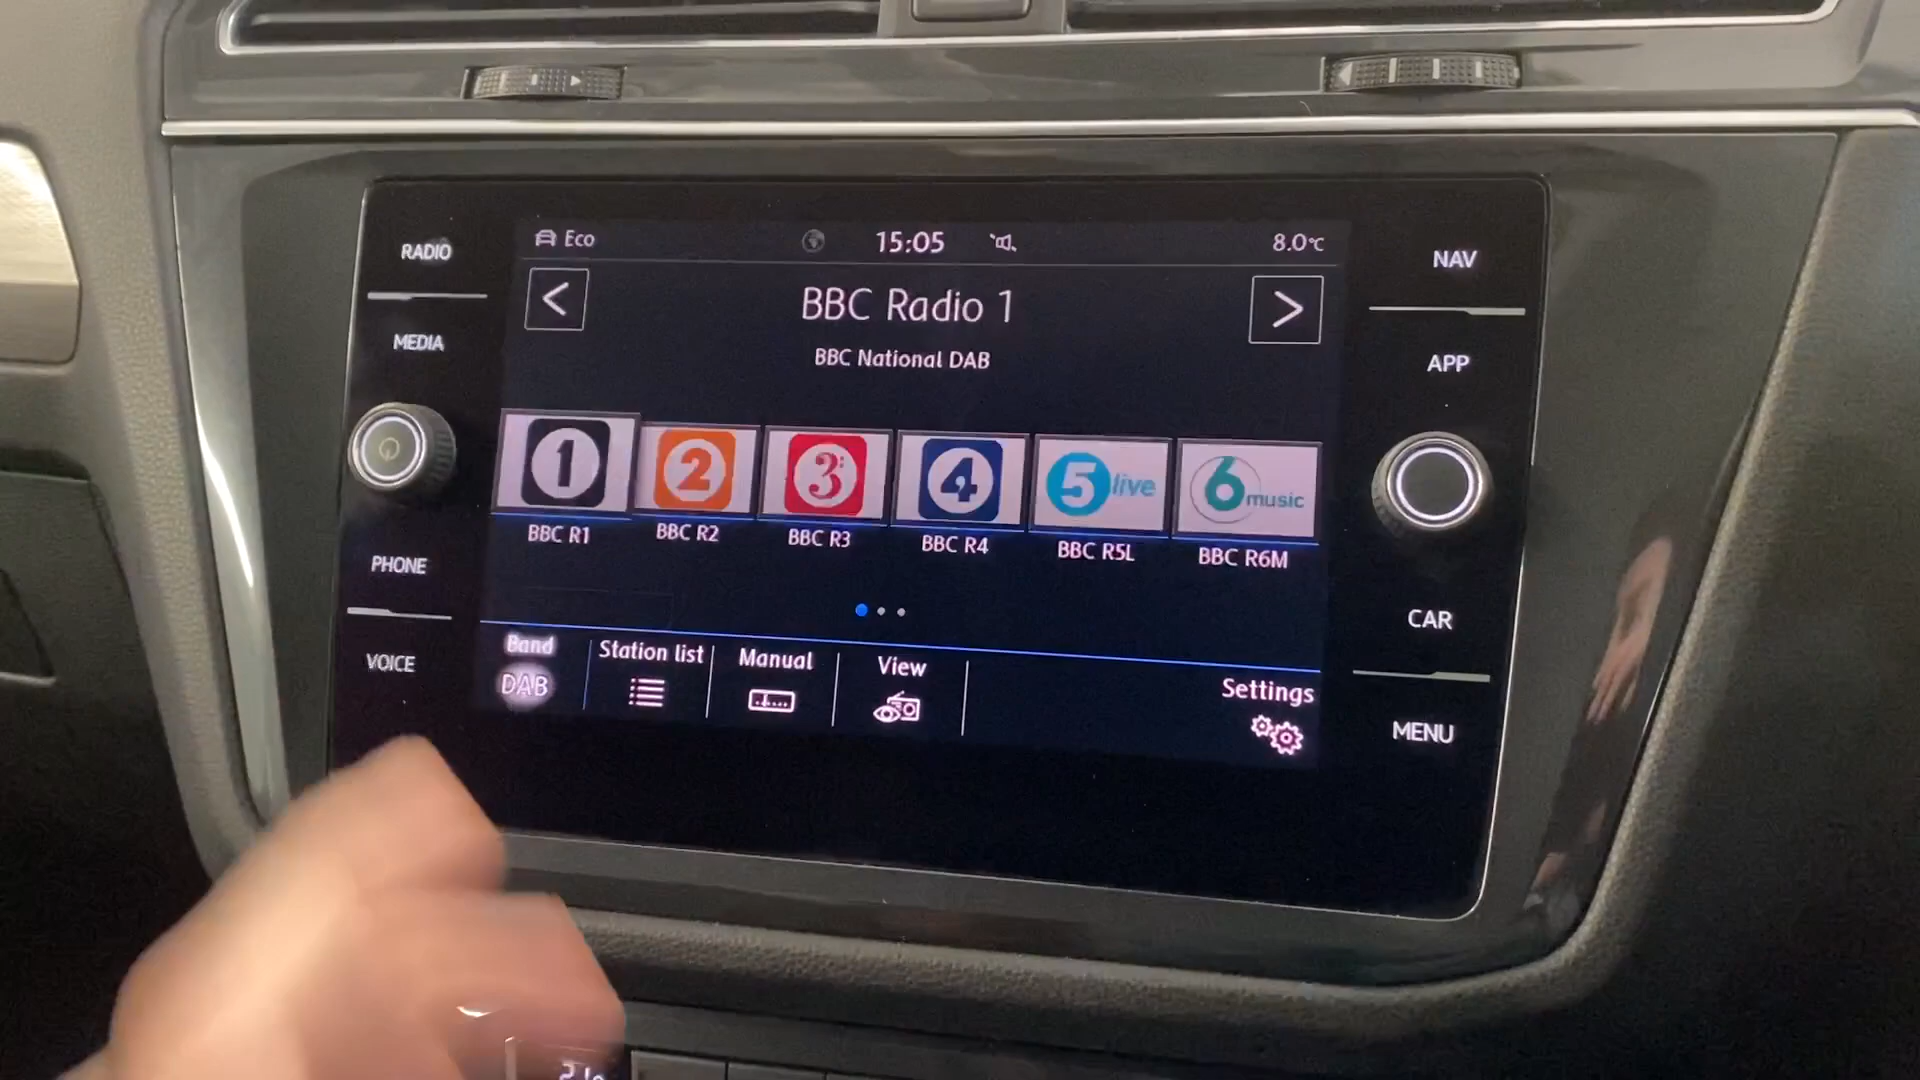 RADIO
MEDIA
PHONE
VOICE
Eco
15:05
8.0°C
<
BBC Radio 1
>
BBC National DAB
1
2
3
4
5 live
6 music
BBC R1
BBC R2
BBC R3
BBC R4
BBC R5L
BBC R6M
Band
DAB
Station list
Manual
View
Settings
NAV
APP
CAR
MENU